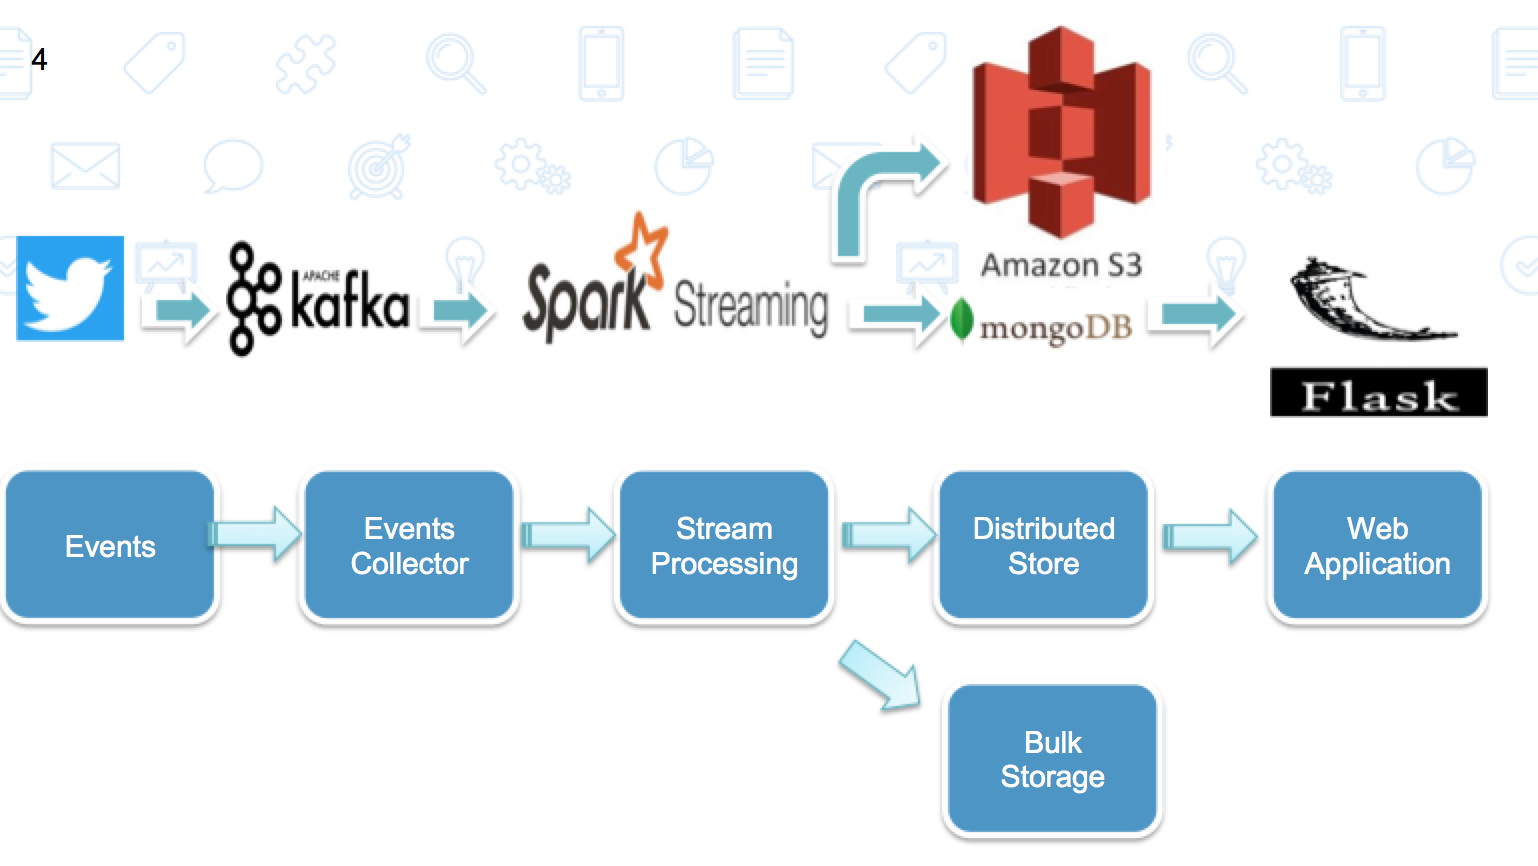 4
APACHE
kafka
Spark Streaming
Amazon S3
mongoDB
Flask
Events
Events
Collector
Stream
Processing
Distributed
Store
Web
Application
Bulk
Storage